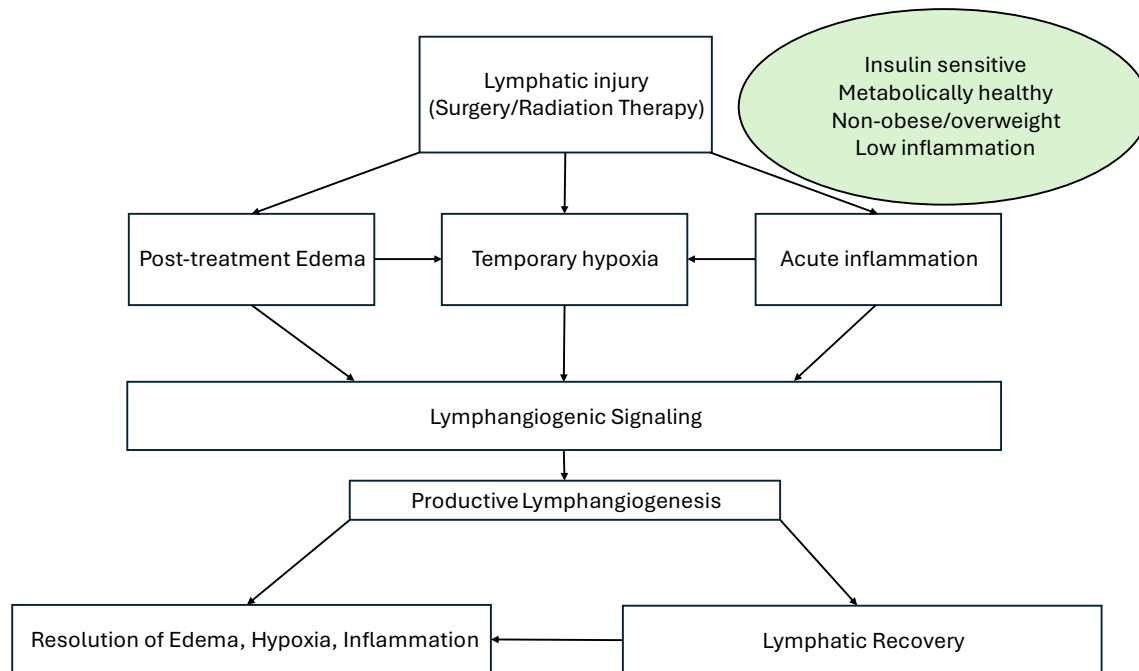 Lymphatic injury
(Surgery/Radiation Therapy)
Insulin sensitive
Metabolically healthy
Non-obese/overweight
Low inflammation
Post-treatment Edema
Temporary hypoxia
Acute inflammation
Lymphangiogenic Signaling
Productive Lymphangiogenesis
Resolution of Edema, Hypoxia, Inflammation
Lymphatic Recovery